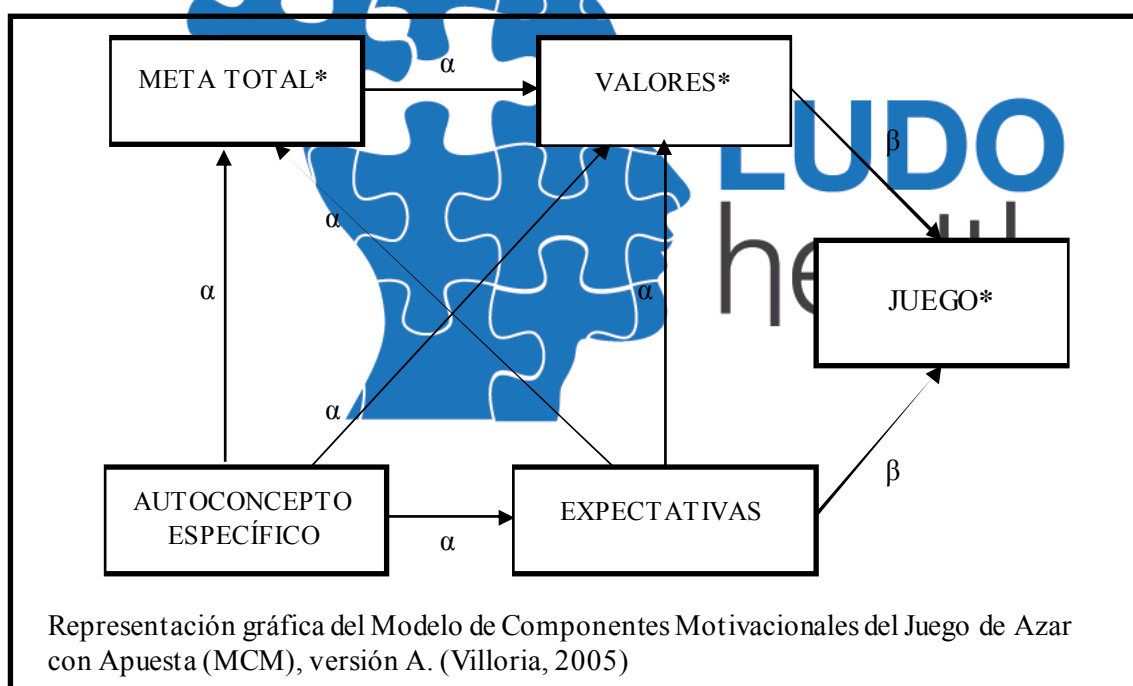 META TOTAL*
α
VALORES*
LUDO
β
α
α
α
JUEGO*
α
AUTOCONCEPTO
ESPECÍFICO
α
EXPECTATIVAS
β
Representación gráfica del Modelo de Componentes Motivacionales del Juego de Azar
con Apuesta (MCM), versión A. (Villoria, 2005)